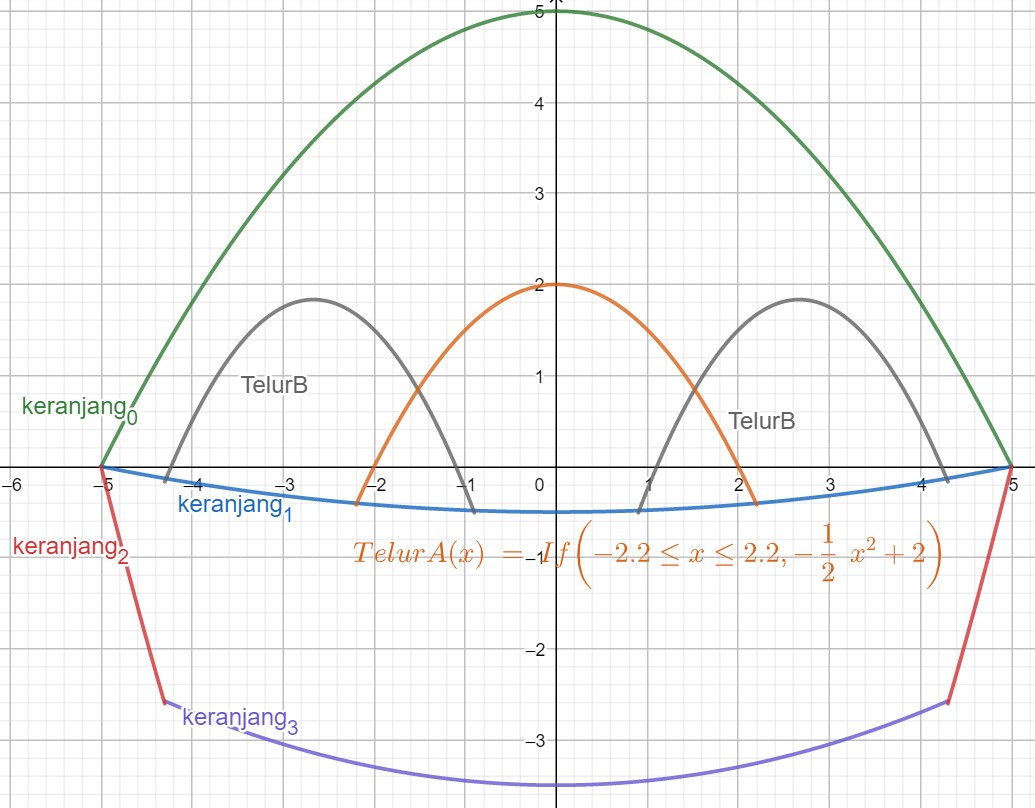 5
4
3
2
1
TelurB
keranjang0
TelurB
−6 −5 −4 −3 −2 −1 0 1 2 3 4 5
keranjang1
keranjang2
TelurA(x) = If(−2.2 ≤ x ≤ 2.2, −1/2 x² + 2)
−1
−2
keranjang3
−3